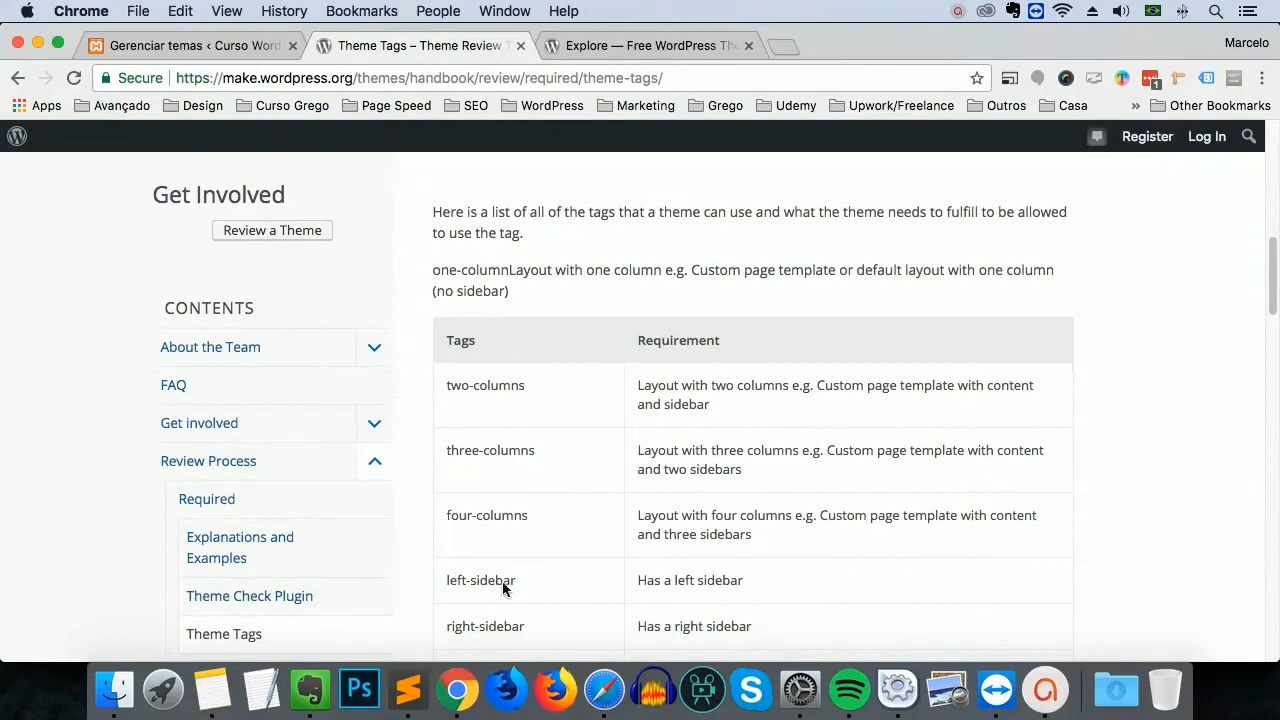 Chrome File Edit View History Bookmarks People Window Help
Gerenciar temas ‹ Curso Word
Theme Tags – Theme Review T
Explore — Free WordPress The
Marcelo
Secure https://make.wordpress.org/themes/handbook/review/required/theme-tags/
1
Apps Avançado Design Curso Grego Page Speed SEO WordPress Marketing Grego Udemy Upwork/Freelance Outros Casa » Other Bookmarks
Register Log In
Get Involved
Review a Theme
CONTENTS
About the Team
FAQ
Get involved
Review Process
Required
Explanations and
Examples
Theme Check Plugin
Theme Tags
Here is a list of all of the tags that a theme can use and what the theme needs to fulfill to be allowed
to use the tag.
one-columnLayout with one column e.g. Custom page template or default layout with one column
(no sidebar)
Tags Requirement
two-columns Layout with two columns e.g. Custom page template with content
and sidebar
three-columns Layout with three columns e.g. Custom page template with content
and two sidebars
four-columns Layout with four columns e.g. Custom page template with content
and three sidebars
left-sidebar Has a left sidebar
right-sidebar Has a right sidebar
Ps